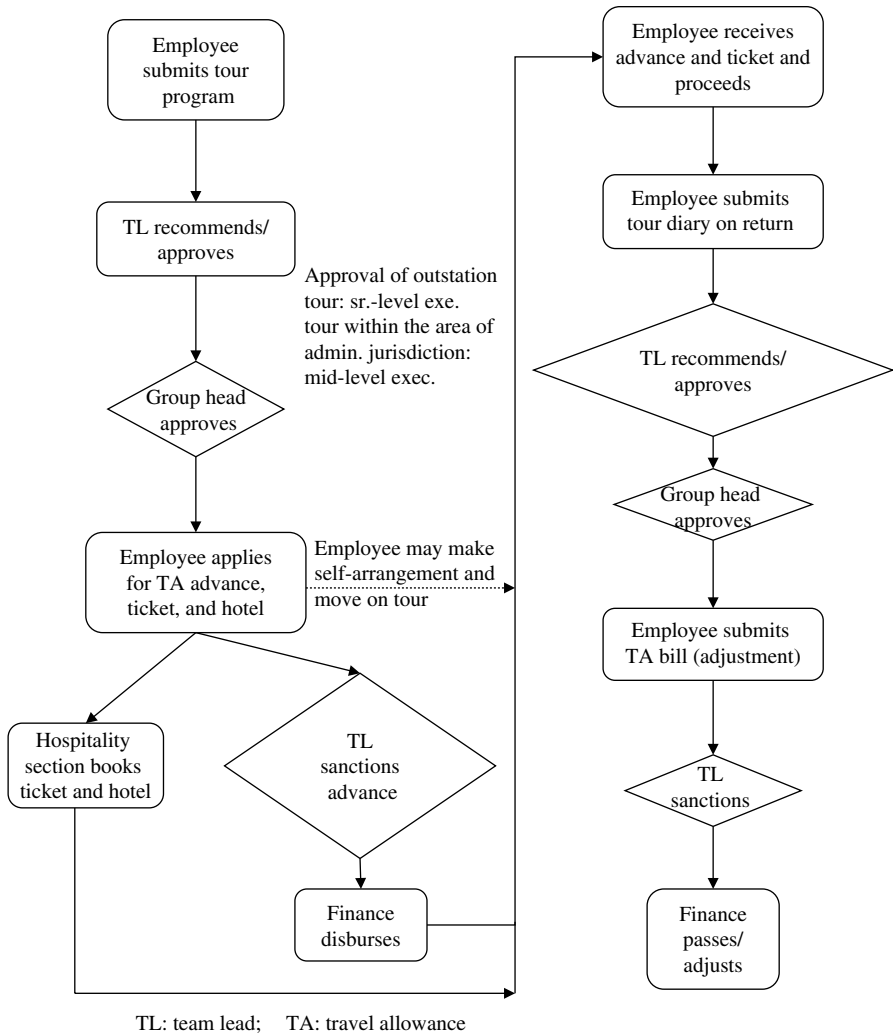 Employee
submits tour
program
TL recommends/
approves
Approval of outstation
tour: sr.-level exe.
tour within the area of
admin. jurisdiction:
mid-level exec.
Group head
approves
Employee applies
for TA advance,
ticket, and hotel
Employee may make
self-arrangement and
move on tour
Hospitality
section books
ticket and hotel
TL
sanctions
advance
Finance
disburses
Employee receives
advance and ticket and
proceeds
Employee submits
tour diary on return
TL recommends/
approves
Group head
approves
Employee submits
TA bill (adjustment)
TL
sanctions
Finance
passes/
adjusts
TL: team lead; TA: travel allowance